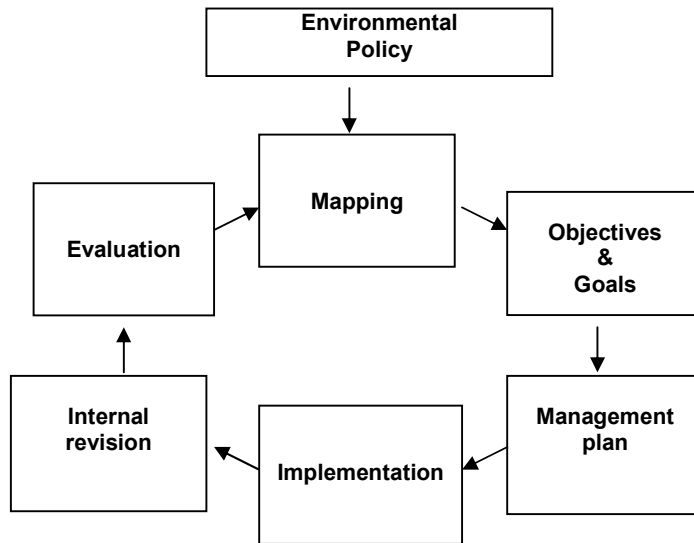 Environmental
Policy
Mapping
Objectives
&
Goals
Management
plan
Implementation
Internal
revision
Evaluation